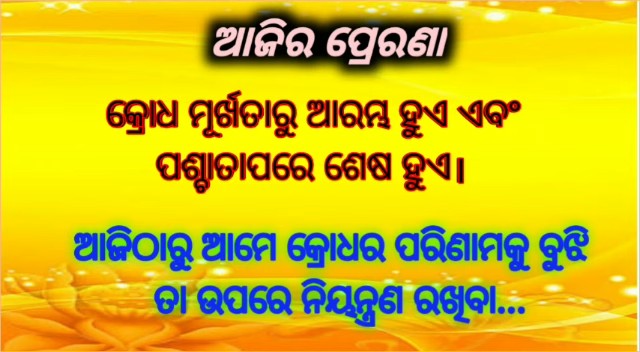 ଆଜିର ପ୍ରେରଣା
କ୍ରୋଧ ମୂର୍ଖତାରୁ ଆରମ୍ଭ ହୁଏ ଏବଂ
ପଶ୍ଚାତାପରେ ଶେଷ ହୁଏ।
ଆଜିଠାରୁ ଆମେ କ୍ରୋଧର ପରିଣାମକୁ ବୁଝି
ତା ଉପରେ ନିୟନ୍ତ୍ରଣ ରଖିବା...